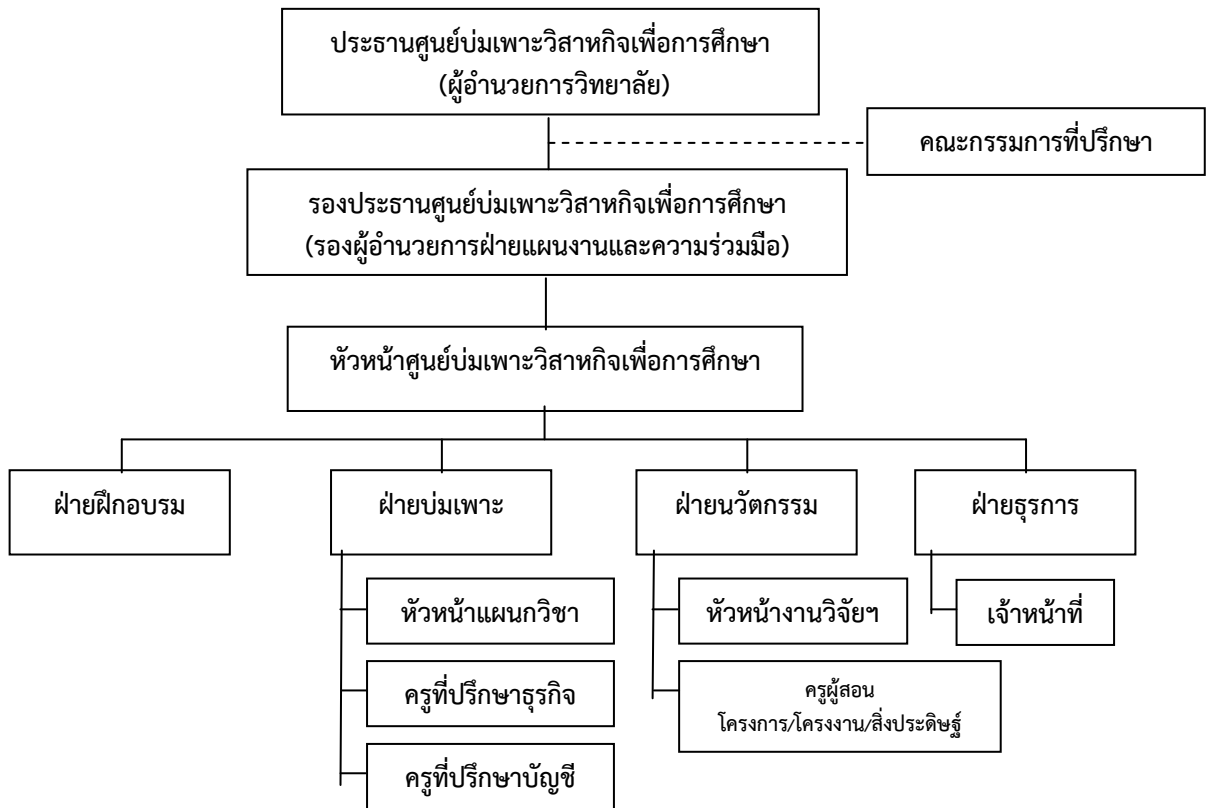 ประธานศูนย์บ่มเพาะวิสาหกิจเพื่อการศึกษา
(ผู้อำนวยการวิทยาลัย)
คณะกรรมการที่ปรึกษา
รองประธานศูนย์บ่มเพาะวิสาหกิจเพื่อการศึกษา
(รองผู้อำนวยการฝ่ายแผนงานและความร่วมมือ)
หัวหน้าศูนย์บ่มเพาะวิสาหกิจเพื่อการศึกษา
ฝ่ายฝึกอบรม
ฝ่ายบ่มเพาะ
ฝ่ายนวัตกรรม
ฝ่ายธุรการ
หัวหน้าแผนกวิชา
หัวหน้างานวิจัยฯ
เจ้าหน้าที่
ครูที่ปรึกษาธุรกิจ
ครูผู้สอน
โครงการ/โครงงาน/สิ่งประดิษฐ์
ครูที่ปรึกษาบัญชี